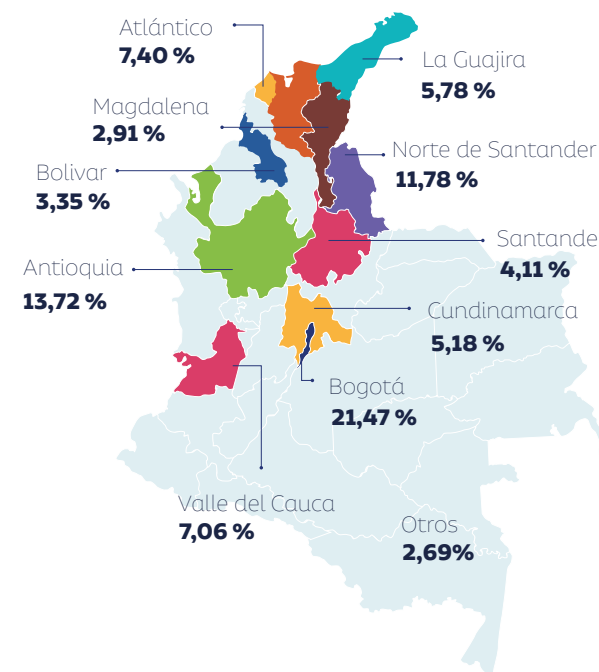 Atlántico
7,40 %
La Guajira
5,78 %
Magdalena
2,91 %
Norte de Santander
11,78 %
Bolivar
3,35 %
Santande
4,11 %
Antioquia
13,72 %
Cundinamarca
5,18 %
Bogotá
21,47 %
Valle del Cauca
7,06 %
Otros
2,69%